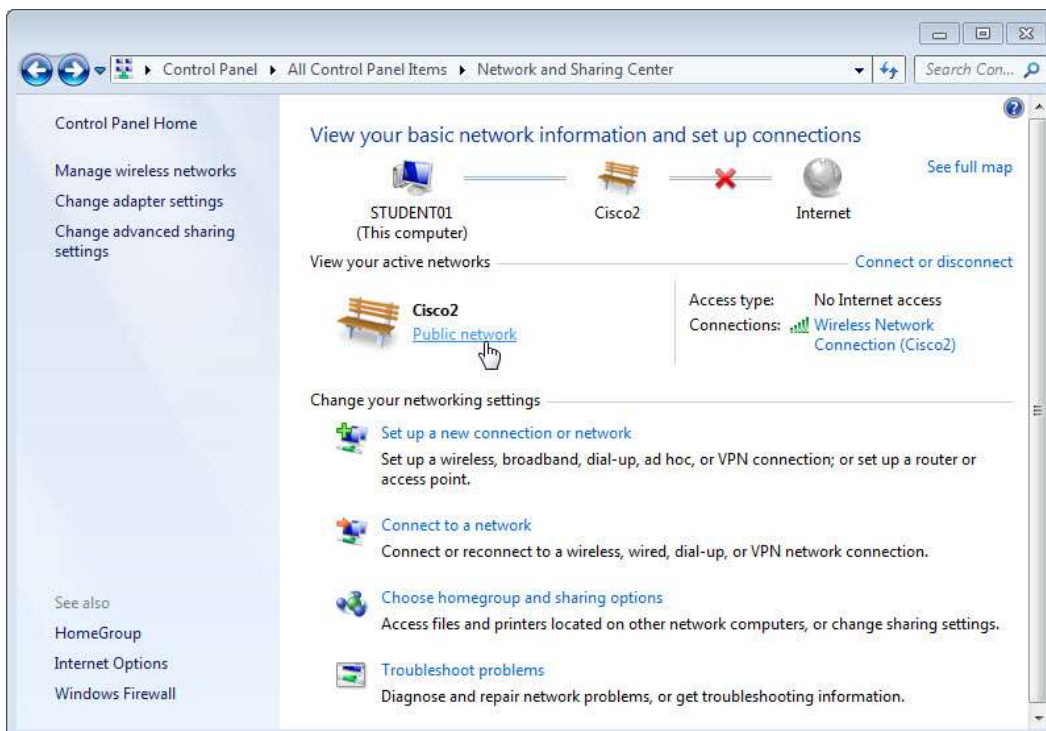 Control Panel ▸ All Control Panel Items ▸ Network and Sharing Center
Search Con...
Control Panel Home
Manage wireless networks
Change adapter settings
Change advanced sharing
settings
See also
HomeGroup
Internet Options
Windows Firewall
View your basic network information and set up connections
See full map
STUDENT01
(This computer)
Cisco2
Internet
View your active networks
Connect or disconnect
Cisco2
Public network
Access type: No Internet access
Connections: Wireless Network
Connection (Cisco2)
Change your networking settings
Set up a new connection or network
Set up a wireless, broadband, dial-up, ad hoc, or VPN connection; or set up a router or
access point.
Connect to a network
Connect or reconnect to a wireless, wired, dial-up, or VPN network connection.
Choose homegroup and sharing options
Access files and printers located on other network computers, or change sharing settings.
Troubleshoot problems
Diagnose and repair network problems, or get troubleshooting information.